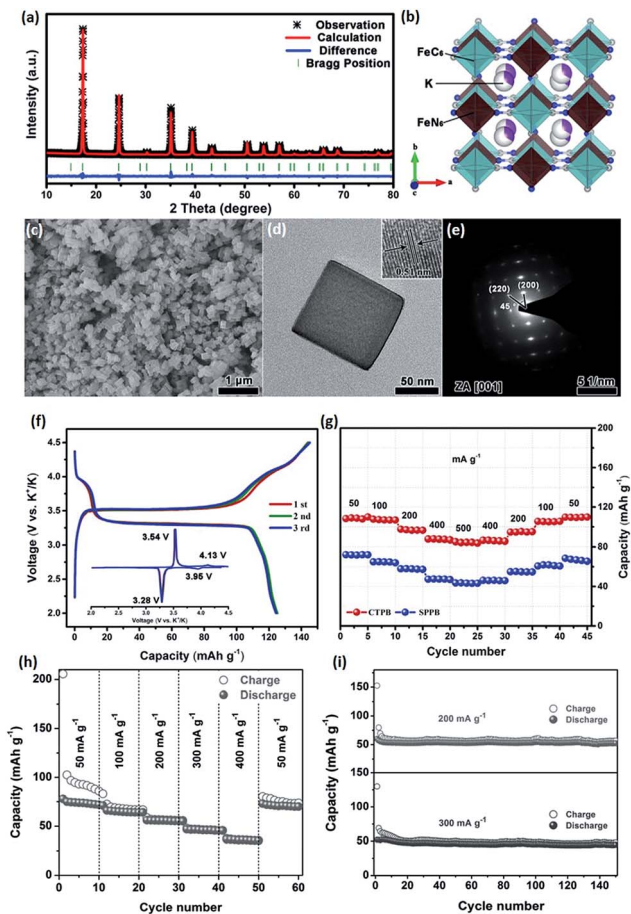 (a)
Observation
Calculation
Difference
Bragg Position
Intensity (a.u.)
10 20 30 40 50 60 70 80
2 Theta (degree)
(b)
FeC₆
K
FeN₆
b
c
a
(c)
1 μm
(d)
0.51 nm
50 nm
(e)
(220)
(200)
45 °
ZA [001]
5 1/nm
(f)
4.5
4.0
3.5
3.0
2.5
2.0
Voltage (V vs. K⁺/K)
1 st
2 nd
3 rd
3.54 V
4.13 V
3.95 V
3.28 V
2.0 2.5 3.0 3.5 4.0 4.5
Voltage (V vs. K⁺/K)
0 20 40 60 80 100 120 140
Capacity (mAh g⁻¹)
(g)
mA g⁻¹
50 100 200 400 500 400 200 100 50
CTPB SPPB
200
160
120
80
40
0
Capacity (mAh g⁻¹)
0 5 10 15 20 25 30 35 40 45
Cycle number
(h)
Charge
Discharge
200
150
100
50
0
Capacity (mAh g⁻¹)
50 mA g⁻¹
100 mA g⁻¹
200 mA g⁻¹
300 mA g⁻¹
400 mA g⁻¹
50 mA g⁻¹
0 10 20 30 40 50 60
Cycle number
(i)
150
100
50
200 mA g⁻¹
Charge
Discharge
150
100
50
0
300 mA g⁻¹
Charge
Discharge
Capacity (mAh g⁻¹)
0 50 100 150
Cycle number